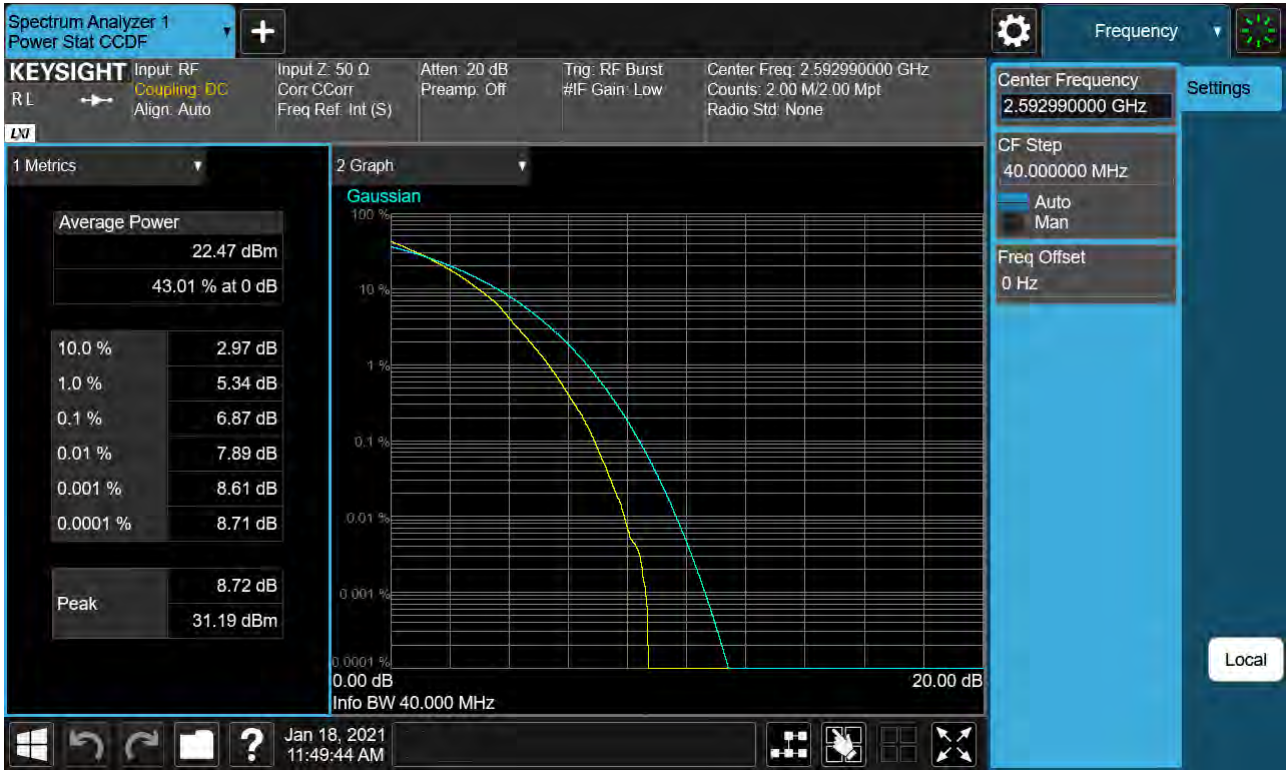 Spectrum Analyzer 1
Power Stat CCDF
Frequency
KEYSIGHT
RL
LXI
Input: RF
Coupling: DC
Align: Auto
Input Z: 50 Ω
Corr CCorr
Freq Ref: Int (S)
Atten: 20 dB
Preamp: Off
Trig: RF Burst
#IF Gain: Low
Center Freq: 2.592990000 GHz
Counts: 2.00 M/2.00 Mpt
Radio Std: None
Center Frequency
2.592990000 GHz
Settings
CF Step
40.000000 MHz
Auto
Man
Freq Offset
0 Hz
1 Metrics
Average Power
22.47 dBm
43.01 % at 0 dB
10.0 % 2.97 dB
1.0 % 5.34 dB
0.1 % 6.87 dB
0.01 % 7.89 dB
0.001 % 8.61 dB
0.0001 % 8.71 dB
Peak
8.72 dB
31.19 dBm
2 Graph
Gaussian
100 %
10 %
1 %
0.1 %
0.01 %
0.001 %
0.0001 %
0.00 dB 20.00 dB
Info BW 40.000 MHz
Local
?
Jan 18, 2021
11:49:44 AM